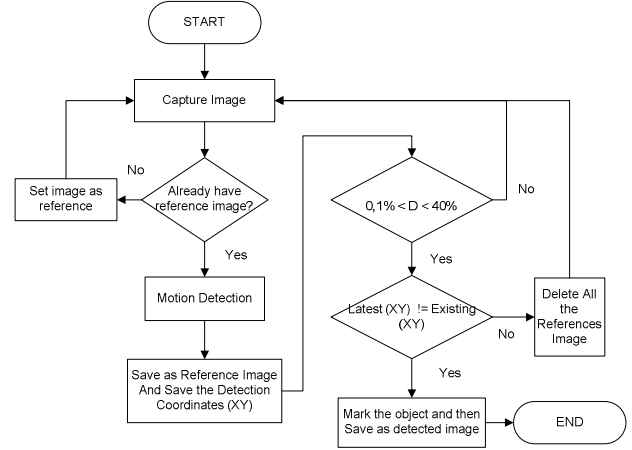 START
Capture Image
No
Already have
reference image?
Set image as
reference
Yes
Motion Detection
Save as Reference Image
And Save the Detection
Coordinates (XY)
0,1% < D < 40%
No
Yes
Latest (XY) != Existing
(XY)
No
Delete All
the
References
Image
Yes
Mark the object and then
Save as detected image
END